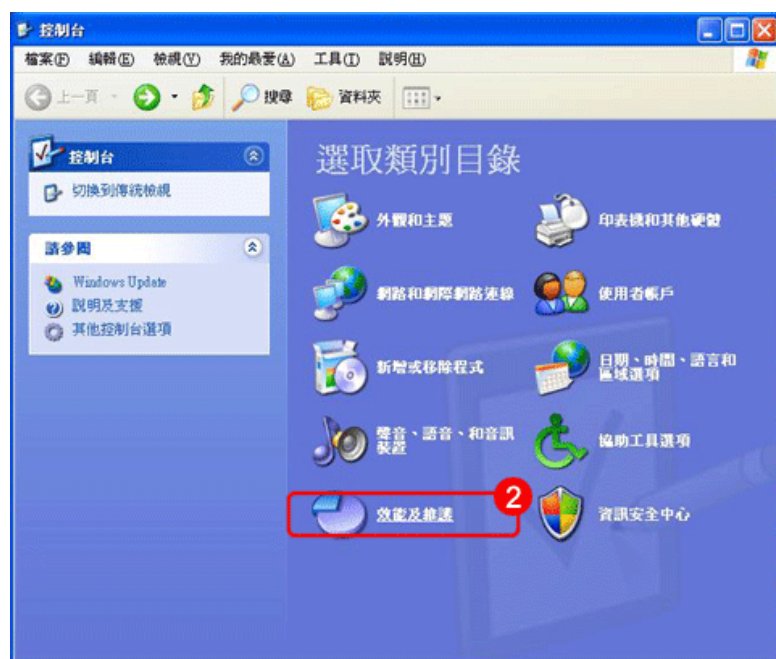 控制台
檔案(F) 編輯(E) 檢視(V) 我的最愛(A) 工具(T) 說明(H)
上一頁 搜尋 資料夾
控制台
切換到傳統檢視
請參閱
Windows Update
說明及支援
其他控制台選項
選取類別目錄
外觀和主題
印表機和其他硬體
網路和網際網路連線
使用者帳戶
新增或移除程式
日期、時間、語言和
區域選項
聲音、語音、和音訊
裝置
協助工具選項
效能及維護
2
資訊安全中心